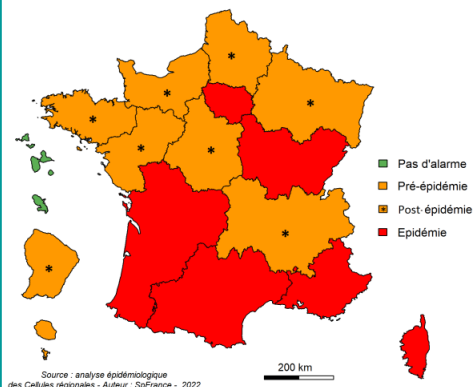 Pas d'alarme
Pré-épidémie
* Post-épidémie
Epidémie
200 km
Source : analyse épidémiologique
des Cellules régionales - Auteur : SpFrance - 2022